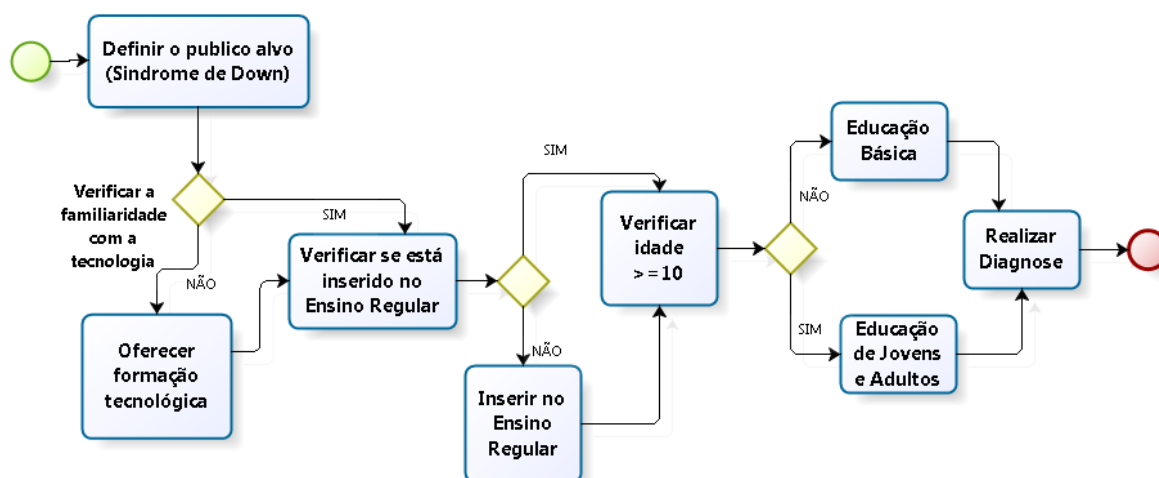 Definir o publico alvo
(Sindrome de Down)
Verificar a
familiaridade
com a
tecnologia
SIM
NÃO
Oferecer
formação
tecnológica
Verificar se está
inserido no
Ensino Regular
SIM
NÃO
Inserir no
Ensino
Regular
Verificar
idade
>=10
NÃO
SIM
Educação
Básica
Educação
de Jovens
e Adultos
Realizar
Diagnose